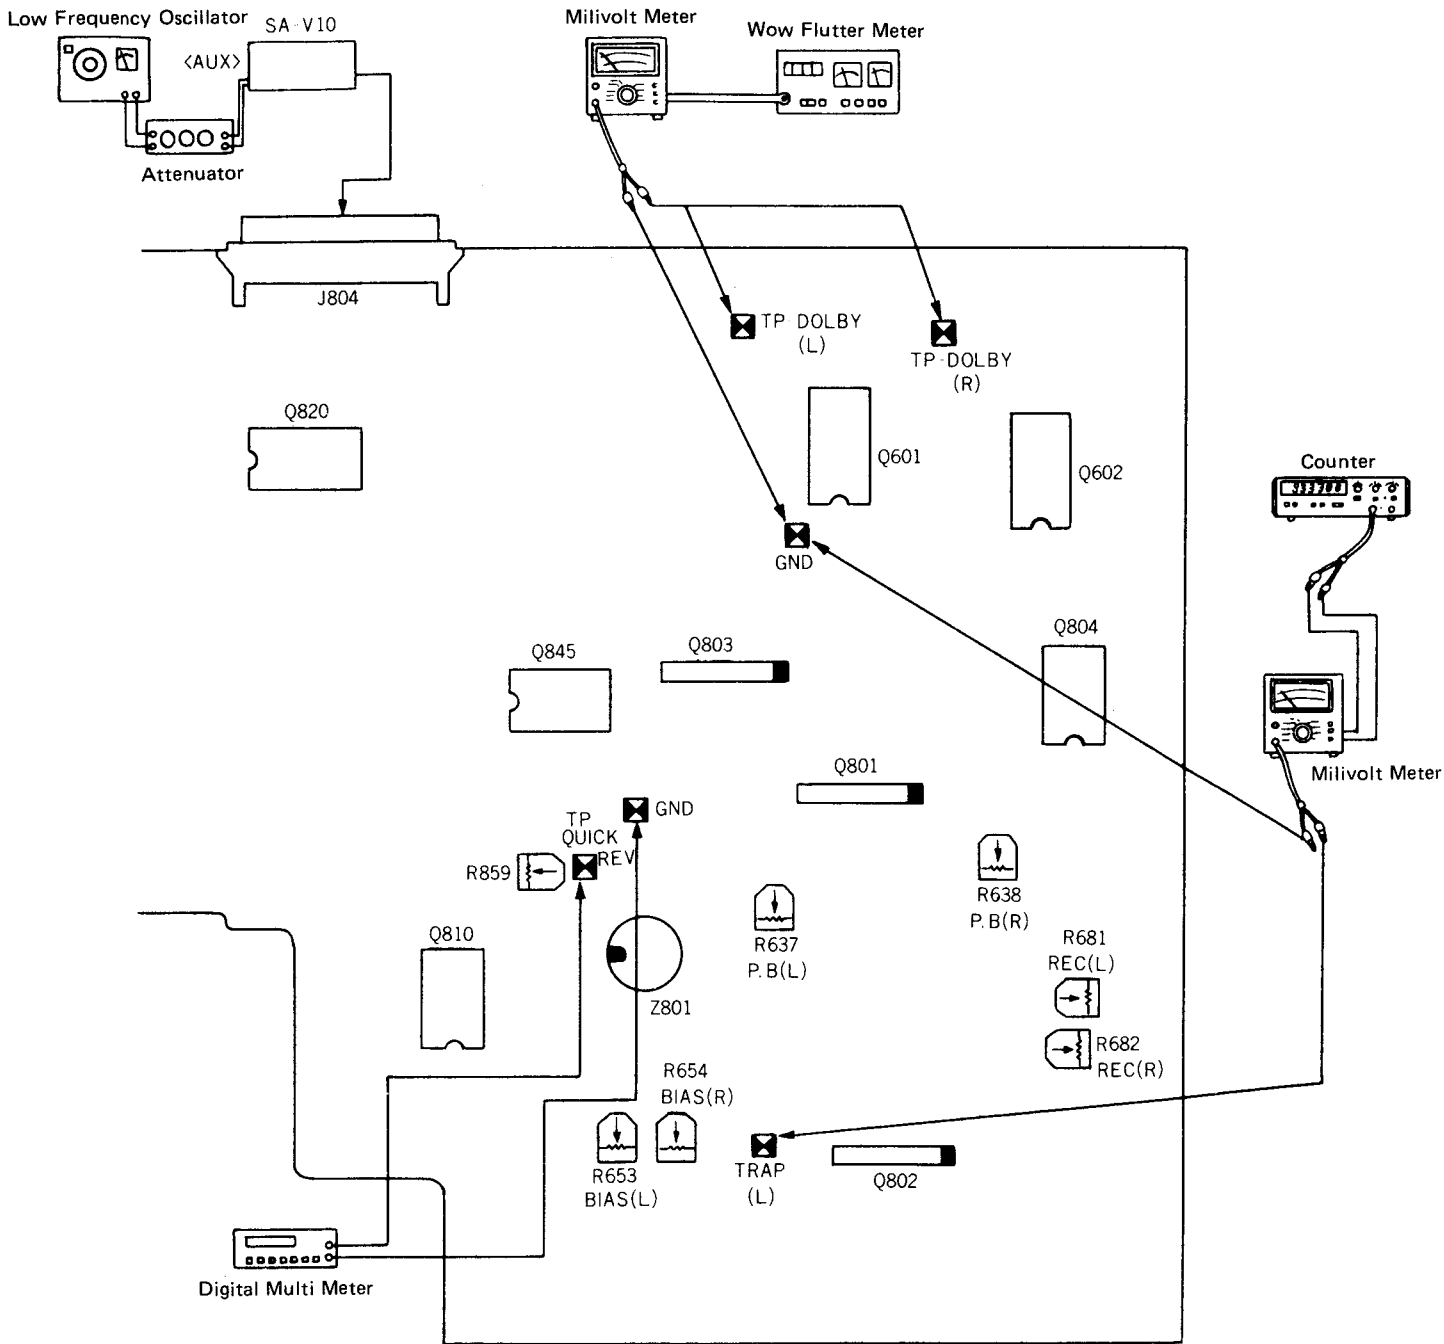 Low Frequency Oscillator
SA-V10
<AUX>
Attenuator
Milivolt Meter
Wow Flutter Meter
J804
TP-DOLBY
(L)
TP-DOLBY
(R)
Q820
Q601
Q602
Counter
GND
Q845
Q803
Q804
Milivolt Meter
Q801
GND
TP
QUICK
REV
R859
R638
P.B(R)
R637
P.B(L)
Q810
R681
REC(L)
Z801
R682
REC(R)
R654
BIAS(R)
R653
BIAS(L)
TRAP
(L)
Q802
Digital Multi Meter